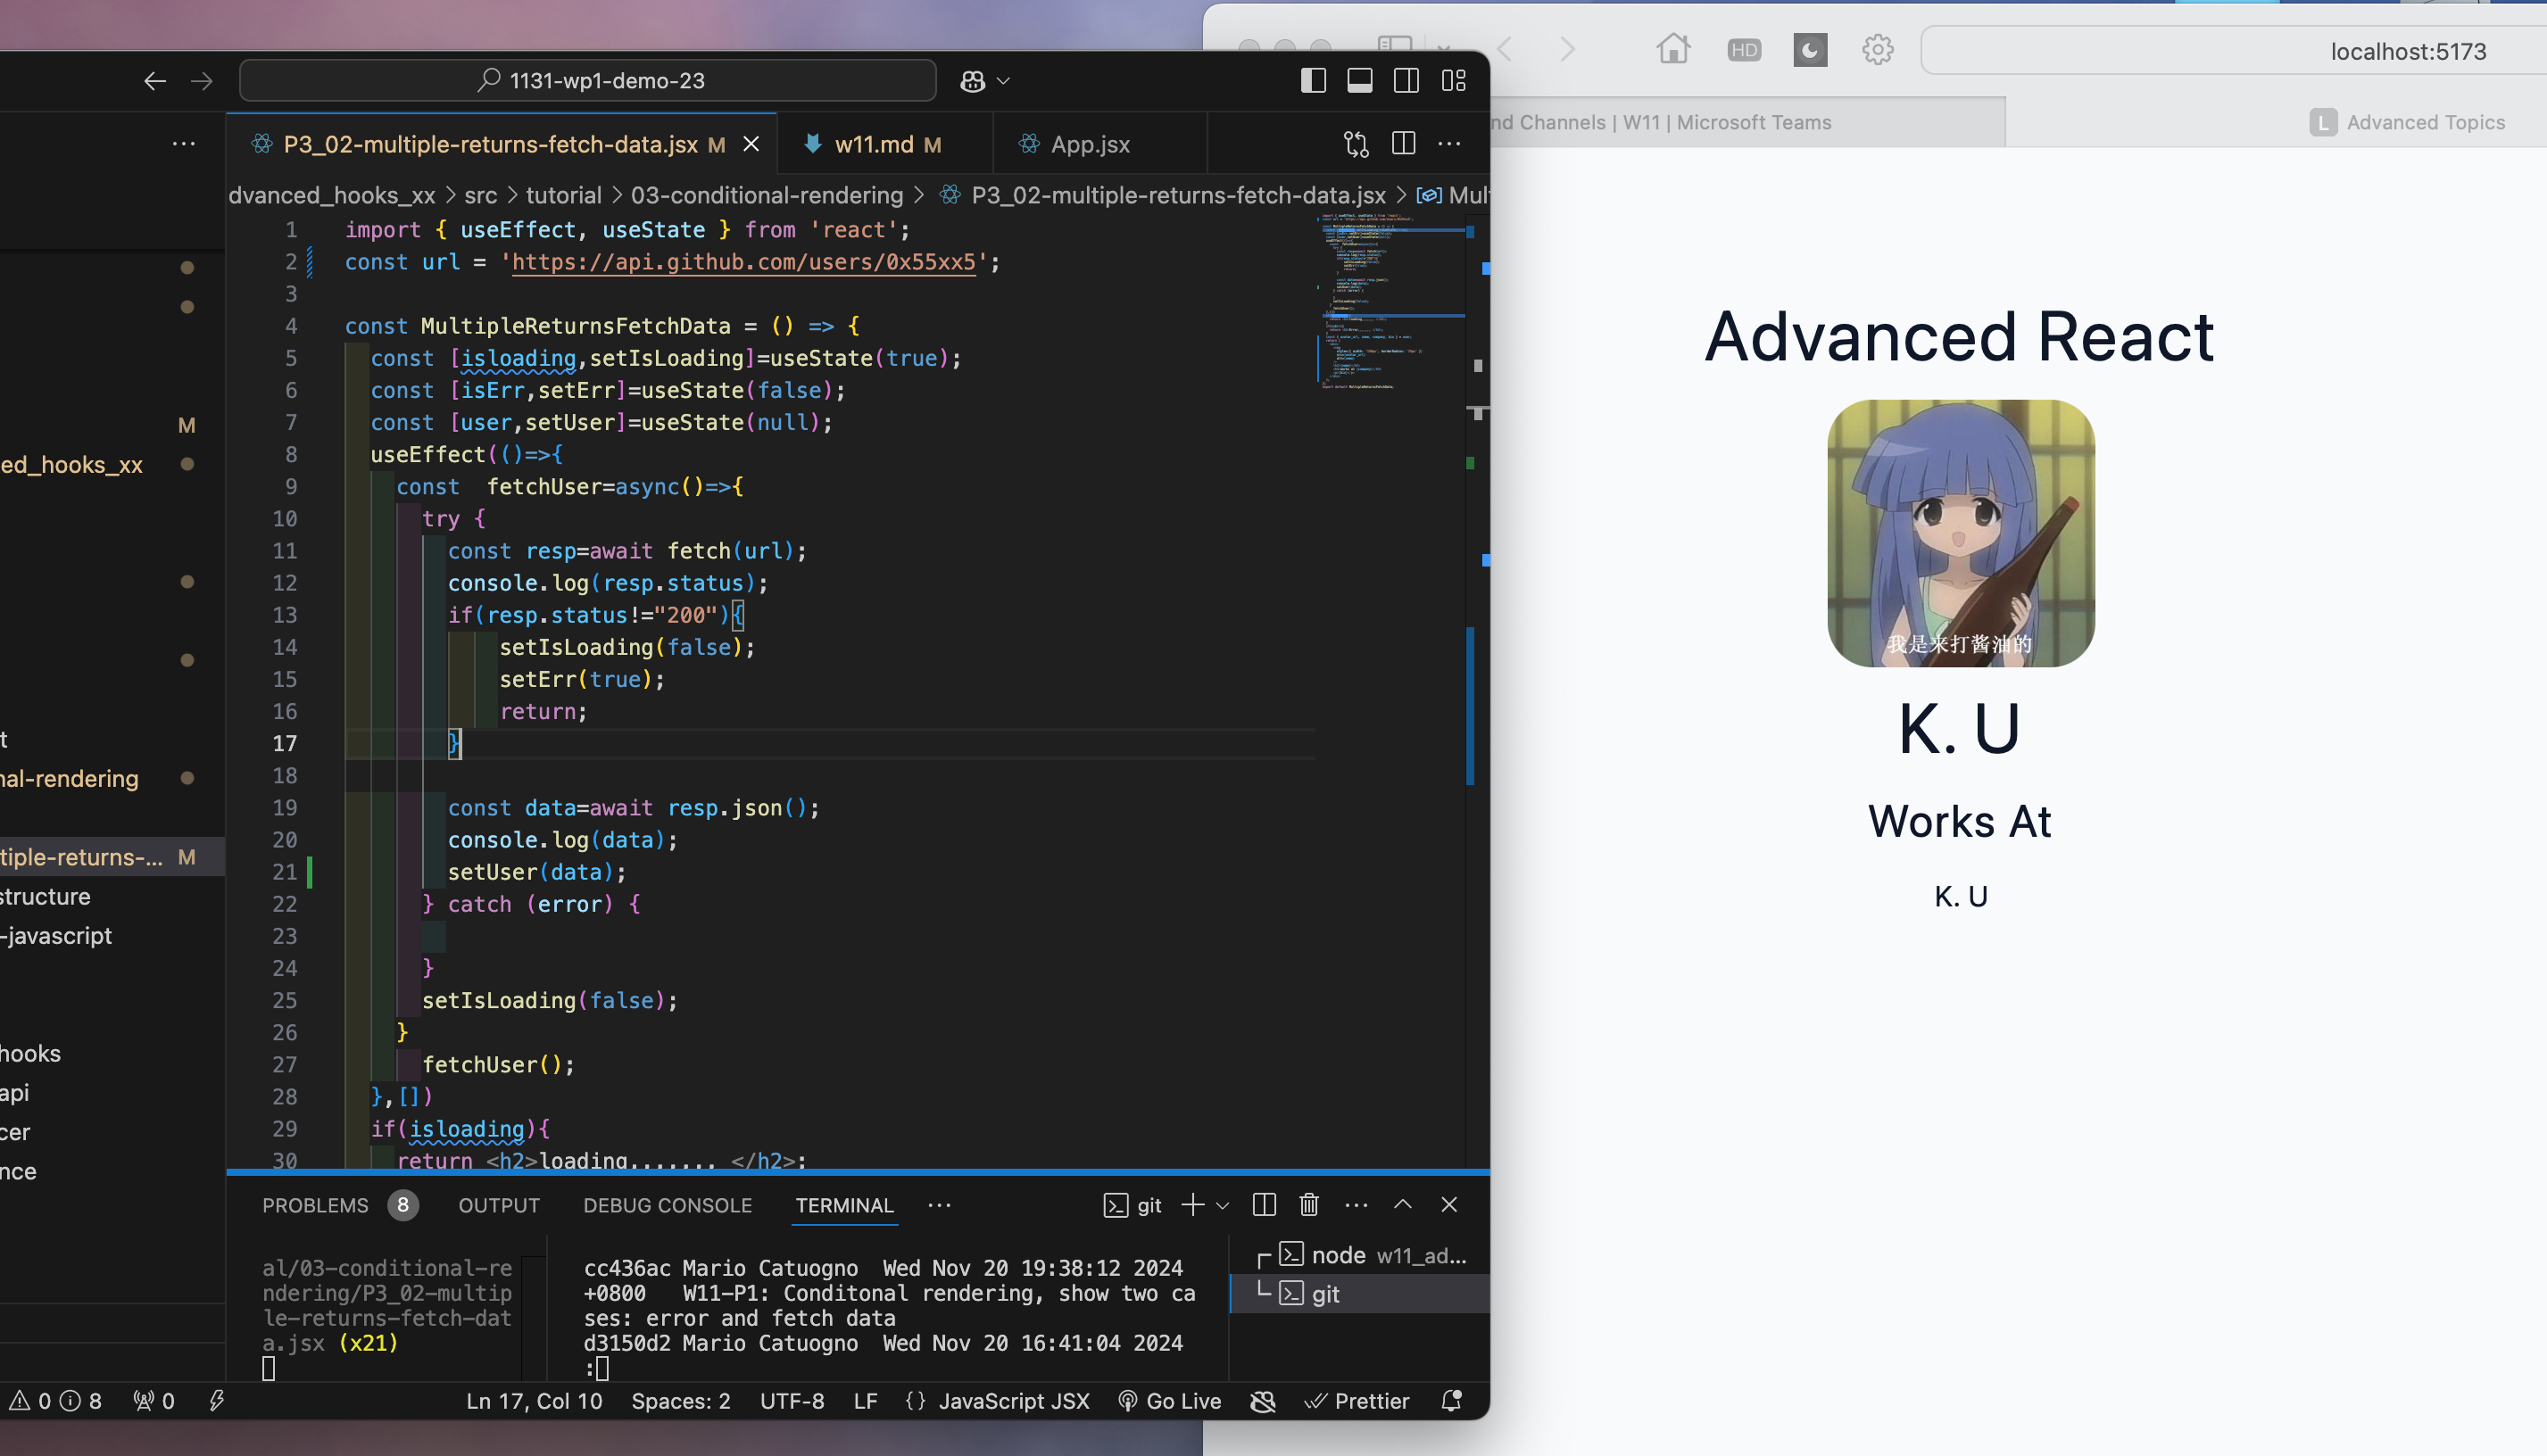 1131-wp1-demo-23
P3_02-multiple-returns-fetch-data.jsx M
w11.md M
App.jsx
dvanced_hooks_xx > src > tutorial > 03-conditional-rendering > P3_02-multiple-returns-fetch-data.jsx > Mul
M
ed_hooks_xx
t
nal-rendering
tiple-returns-... M
structure
-javascript
hooks
api
cer
nce
1 import { useEffect, useState } from 'react';
2 const url = 'https://api.github.com/users/0x55xx5';
3
4 const MultipleReturnsFetchData = () => {
5 const [isloading,setIsLoading]=useState(true);
6 const [isErr,setErr]=useState(false);
7 const [user,setUser]=useState(null);
8 useEffect(()=>{
9 const  fetchUser=async()=>{
10 try {
11 const resp=await fetch(url);
12 console.log(resp.status);
13 if(resp.status!="200"){
14 setIsLoading(false);
15 setErr(true);
16 return;
17 }
18
19 const data=await resp.json();
20 console.log(data);
21 setUser(data);
22 } catch (error) {
23
24 }
25 setIsLoading(false);
26 }
27 fetchUser();
28 },[])
29 if(isloading){
30 return <h2>loading....... </h2>;
PROBLEMS 8 OUTPUT DEBUG CONSOLE TERMINAL ... git
al/03-conditional-re
ndering/P3_02-multip
le-returns-fetch-dat
a.jsx (x21)
cc436ac Mario Catuogno  Wed Nov 20 19:38:12 2024
+0800   W11-P1: Conditonal rendering, show two ca
ses: error and fetch data
d3150d2 Mario Catuogno  Wed Nov 20 16:41:04 2024
:
node w11_ad...
git
0 8 0 Ln 17, Col 10 Spaces: 2 UTF-8 LF {} JavaScript JSX Go Live Prettier
HD
localhost:5173
nd Channels | W11 | Microsoft Teams
L Advanced Topics
Advanced React
我是来打酱油的
K. U
Works At
K. U